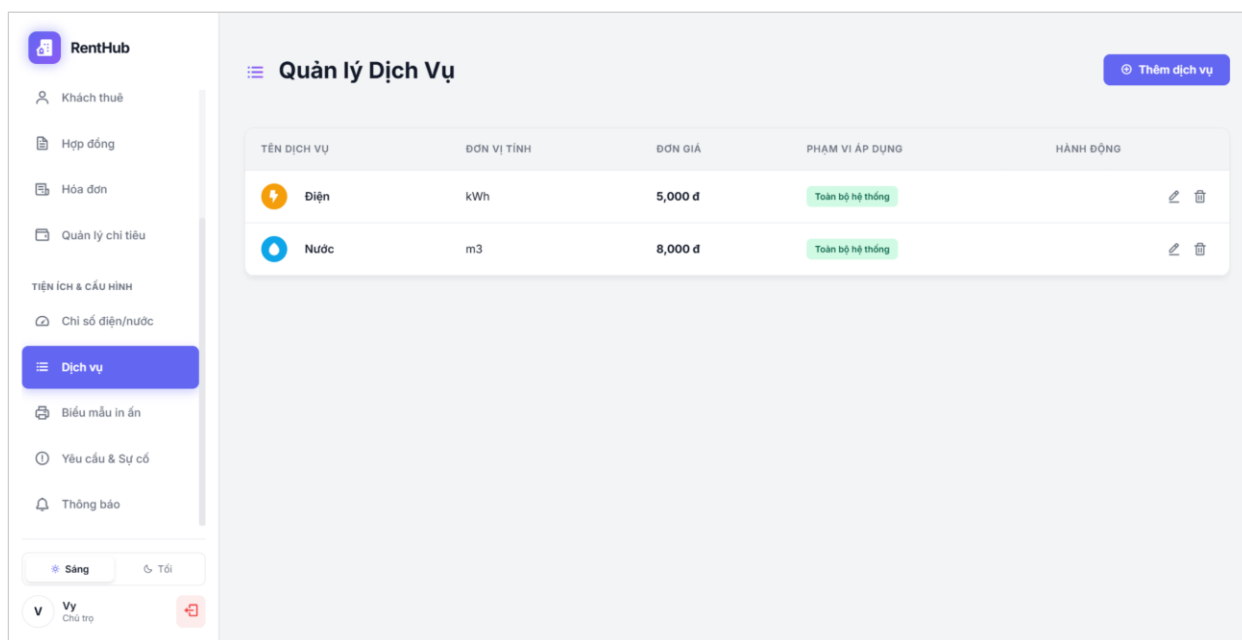 RentHub
Khách thuê
Hợp đồng
Hóa đơn
Quản lý chi tiêu
TIỆN ÍCH & CẤU HÌNH
Chỉ số điện/nước
Dịch vụ
Biểu mẫu in ấn
Yêu cầu & Sự cố
Thông báo
Sáng Tối
V Vy
Chủ trọ
Quản lý Dịch Vụ
Thêm dịch vụ
TÊN DỊCH VỤ ĐƠN VỊ TÍNH ĐƠN GIÁ PHẠM VI ÁP DỤNG HÀNH ĐỘNG
Điện kWh 5,000 đ Toàn bộ hệ thống
Nước m3 8,000 đ Toàn bộ hệ thống